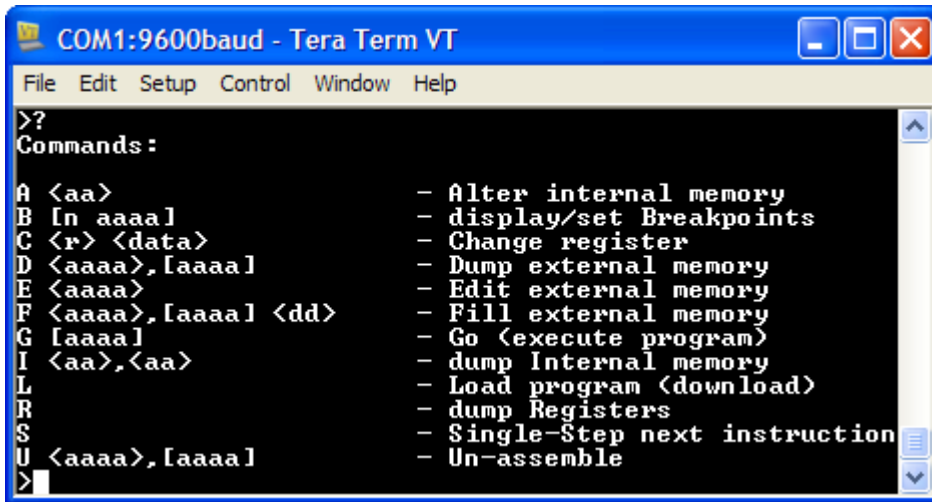 COM1:9600baud - Tera Term VT
File Edit Setup Control Window Help
>?
Commands:
A <aa> - Alter internal memory
B [n aaaa] - display/set Breakpoints
C <r> <data> - Change register
D <aaaa>,[aaaa] - Dump external memory
E <aaaa> - Edit external memory
F <aaaa>,[aaaa] <dd> - Fill external memory
G [aaaa] - Go (execute program)
I <aa>,<aa> - dump Internal memory
L - Load program (download)
R - dump Registers
S - Single-Step next instruction
U <aaaa>,[aaaa] - Un-assemble
>